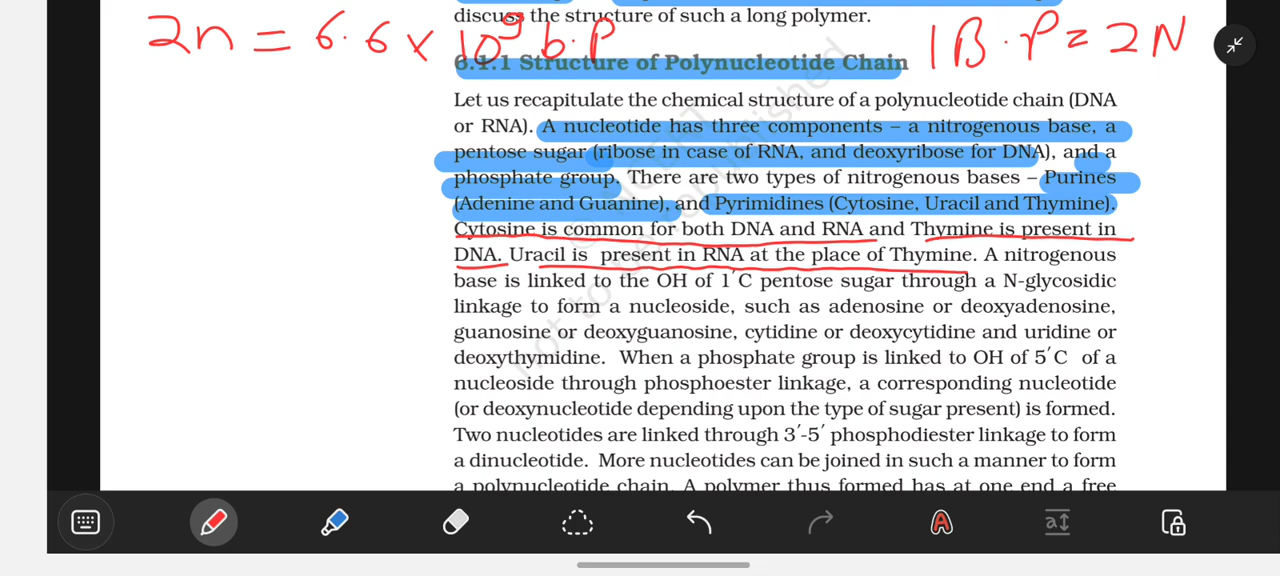 discuss the structure of such a long polymer.
2n = 6.6 x 10⁹ b.p
1 B.P = 2N
6.1.1 Structure of Polynucleotide Chain
Let us recapitulate the chemical structure of a polynucleotide chain (DNA
or RNA). A nucleotide has three components – a nitrogenous base, a
pentose sugar (ribose in case of RNA, and deoxyribose for DNA), and a
phosphate group. There are two types of nitrogenous bases – Purines
(Adenine and Guanine), and Pyrimidines (Cytosine, Uracil and Thymine).
Cytosine is common for both DNA and RNA and Thymine is present in
DNA. Uracil is present in RNA at the place of Thymine. A nitrogenous
base is linked to the OH of 1′C pentose sugar through a N-glycosidic
linkage to form a nucleoside, such as adenosine or deoxyadenosine,
guanosine or deoxyguanosine, cytidine or deoxycytidine and uridine or
deoxythymidine. When a phosphate group is linked to OH of 5′C of a
nucleoside through phosphoester linkage, a corresponding nucleotide
(or deoxynucleotide depending upon the type of sugar present) is formed.
Two nucleotides are linked through 3′-5′ phosphodiester linkage to form
a dinucleotide. More nucleotides can be joined in such a manner to form
a polynucleotide chain. A polymer thus formed has at one end a free